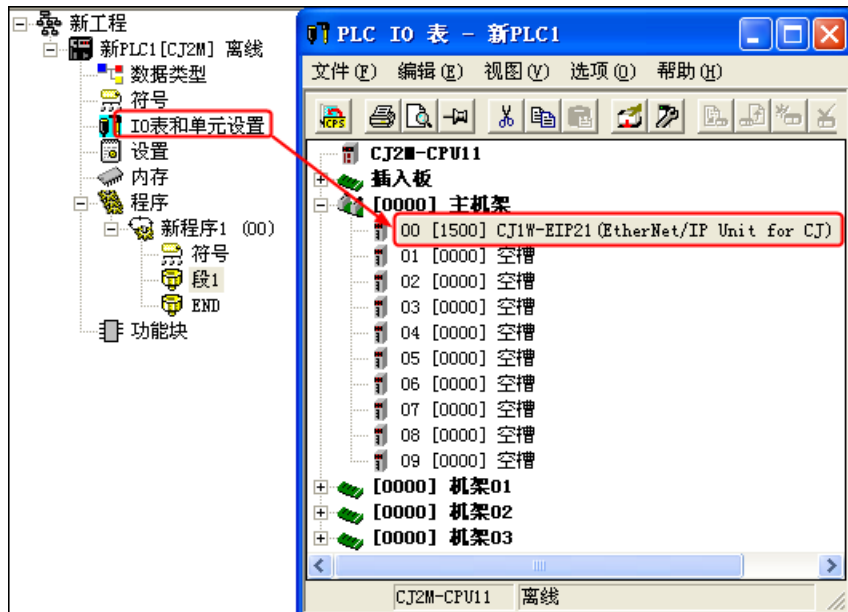 新工程
新PLC1[CJ2M] 离线
数据类型
符号
IO表和单元设置
设置
内存
程序
新程序1 (00)
符号
段1
END
功能块
PLC IO 表 - 新PLC1
文件(F) 编辑(E) 视图(V) 选项(O) 帮助(H)
CPS
CJ2M-CPU11
插入板
[0000] 主机架
00 [1500] CJ1W-EIP21(EtherNet/IP Unit for CJ)
01 [0000] 空槽
02 [0000] 空槽
03 [0000] 空槽
04 [0000] 空槽
05 [0000] 空槽
06 [0000] 空槽
07 [0000] 空槽
08 [0000] 空槽
09 [0000] 空槽
[0000] 机架01
[0000] 机架02
[0000] 机架03
CJ2M-CPU11 离线